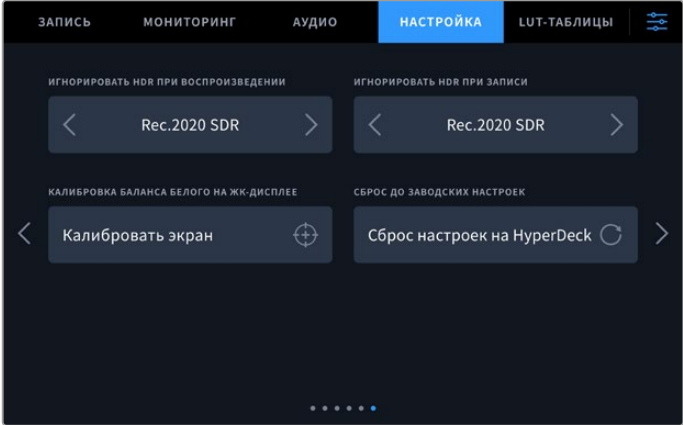 ЗАПИСЬ МОНИТОРИНГ АУДИО НАСТРОЙКА LUT-ТАБЛИЦЫ
ИГНОРИРОВАТЬ HDR ПРИ ВОСПРОИЗВЕДЕНИИ ИГНОРИРОВАТЬ HDR ПРИ ЗАПИСИ
Rec.2020 SDR Rec.2020 SDR
КАЛИБРОВКА БАЛАНСА БЕЛОГО НА ЖК-ДИСПЛЕЕ СБРОС ДО ЗАВОДСКИХ НАСТРОЕК
Калибровать экран Сброс настроек на HyperDeck